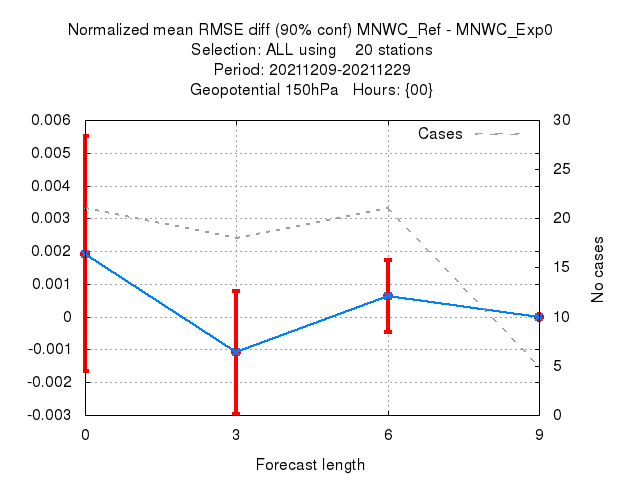 Normalized mean RMSE diff (90% conf) MNWC_Ref - MNWC_Exp0
Selection: ALL using    20 stations
Period: 20211209-20211229
Geopotential 150hPa   Hours: {00}
0.006
0.005
0.004
0.003
0.002
0.001
0
-0.001
-0.002
-0.003
Cases
30
25
20
15
10
5
0
No cases
0 3 6 9
Forecast length